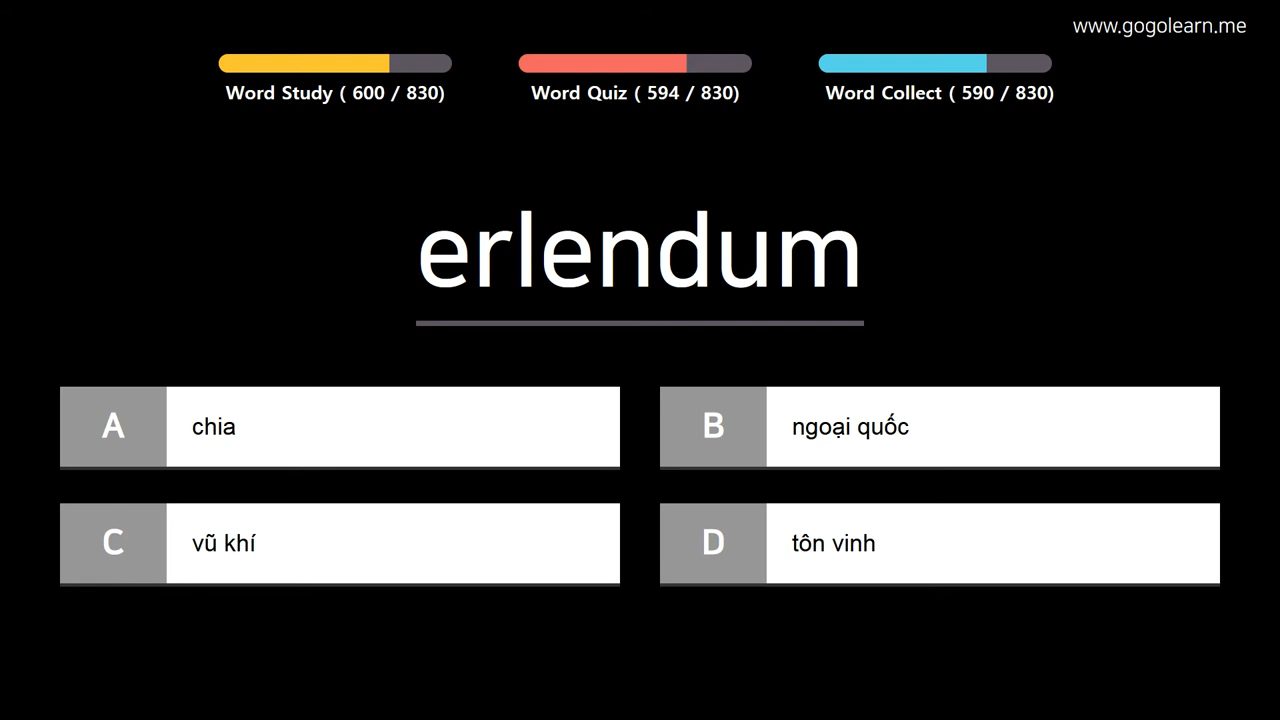 www.gogolearn.me
Word Study ( 600 / 830)
Word Quiz ( 594 / 830)
Word Collect ( 590 / 830)
erlendum
A
chia
B
ngoại quốc
C
vũ khí
D
tôn vinh